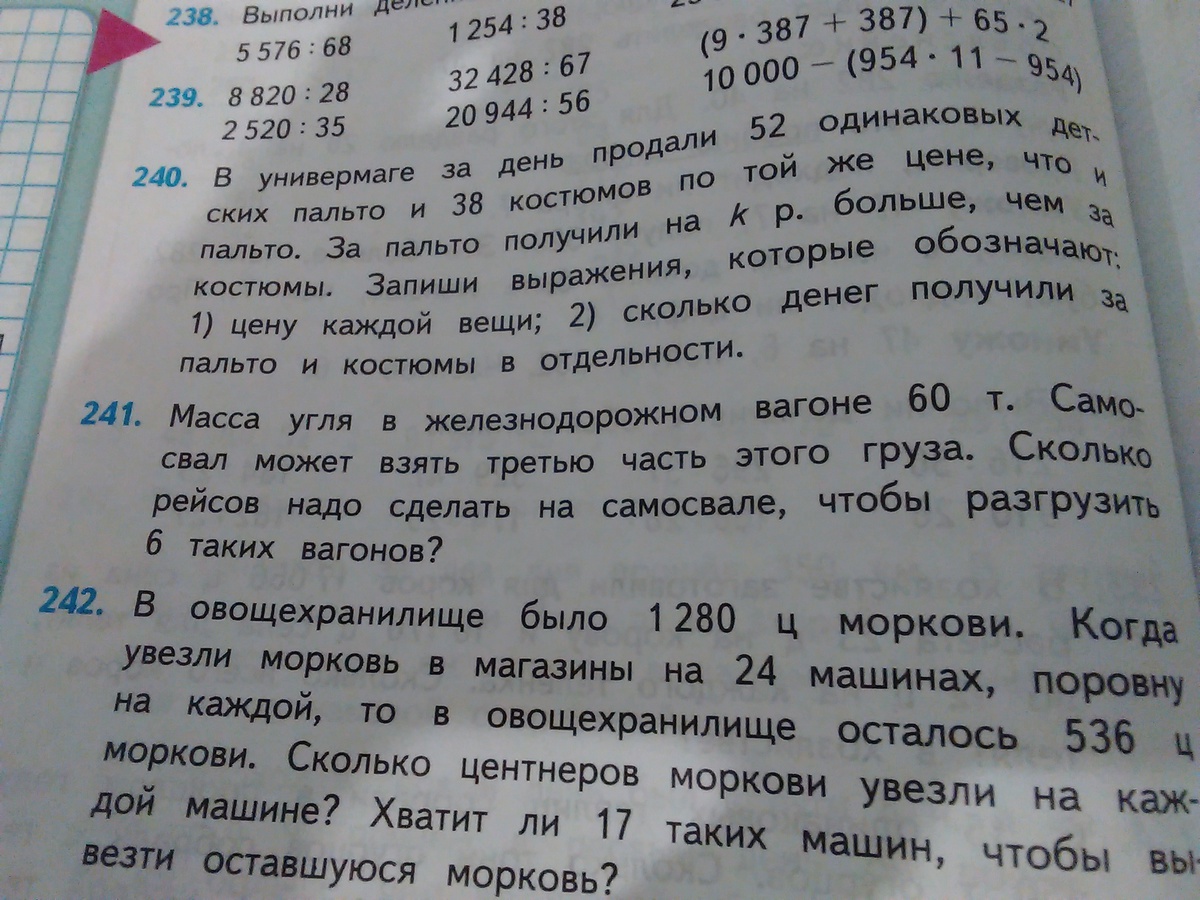 238. Выполни
5 576 : 68 1 254 : 38 (9 · 387 + 387) + 65 · 2
239. 8 820 : 28 32 428 : 67 10 000 − (954 · 11 − 954)
2 520 : 35 20 944 : 56
240. В универмаге за день продали 52 одинаковых дет-
ских пальто и 38 костюмов по той же цене, что и
пальто. За пальто получили на k р. больше, чем за
костюмы. Запиши выражения, которые обозначают:
1) цену каждой вещи; 2) сколько денег получили за
пальто и костюмы в отдельности.
241. Масса угля в железнодорожном вагоне 60 т. Само-
свал может взять третью часть этого груза. Сколько
рейсов надо сделать на самосвале, чтобы разгрузить
6 таких вагонов?
242. В овощехранилище было 1 280 ц моркови. Когда
увезли морковь в магазины на 24 машинах, поровну
на каждой, то в овощехранилище осталось 536 ц
моркови. Сколько центнеров моркови увезли на каж-
дой машине? Хватит ли 17 таких машин, чтобы вы-
везти оставшуюся морковь?